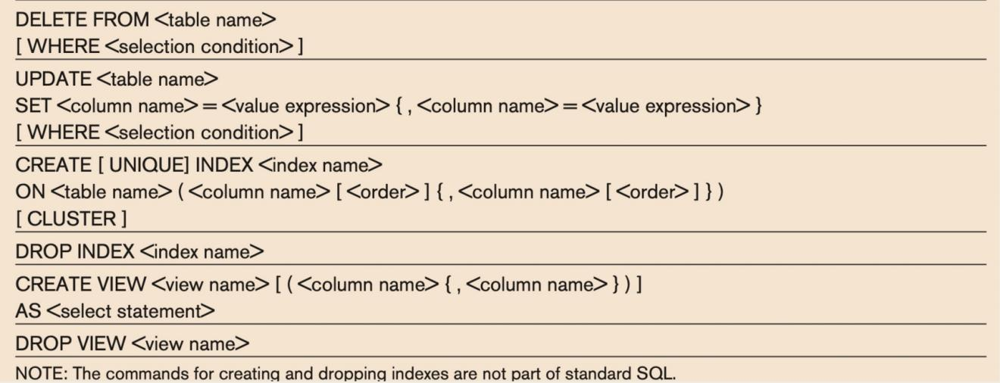 DELETE FROM <table name>
[ WHERE <selection condition> ]
UPDATE <table name>
SET <column name> = <value expression> { , <column name> = <value expression> }
[ WHERE <selection condition> ]
CREATE [ UNIQUE] INDEX <index name>
ON <table name> ( <column name> [ <order> ] { , <column name> [ <order> ] } )
[ CLUSTER ]
DROP INDEX <index name>
CREATE VIEW <view name> [ ( <column name> { , <column name> } ) ]
AS <select statement>
DROP VIEW <view name>
NOTE: The commands for creating and dropping indexes are not part of standard SQL.